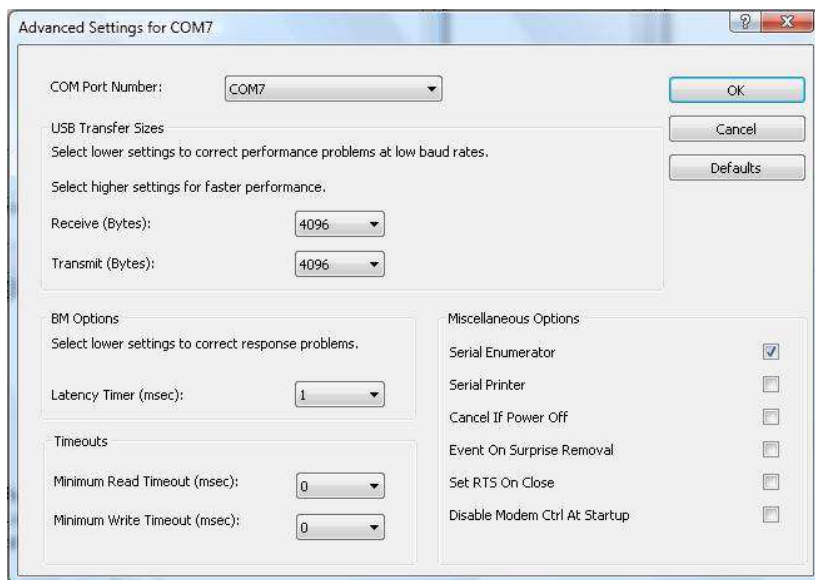 Advanced Settings for COM7
COM Port Number:
COM7
OK
Cancel
Defaults
USB Transfer Sizes
Select lower settings to correct performance problems at low baud rates.
Select higher settings for faster performance.
Receive (Bytes):
4096
Transmit (Bytes):
4096
BM Options
Select lower settings to correct response problems.
Latency Timer (msec):
1
Timeouts
Minimum Read Timeout (msec):
0
Minimum Write Timeout (msec):
0
Miscellaneous Options
Serial Enumerator
Serial Printer
Cancel If Power Off
Event On Surprise Removal
Set RTS On Close
Disable Modem Ctrl At Startup